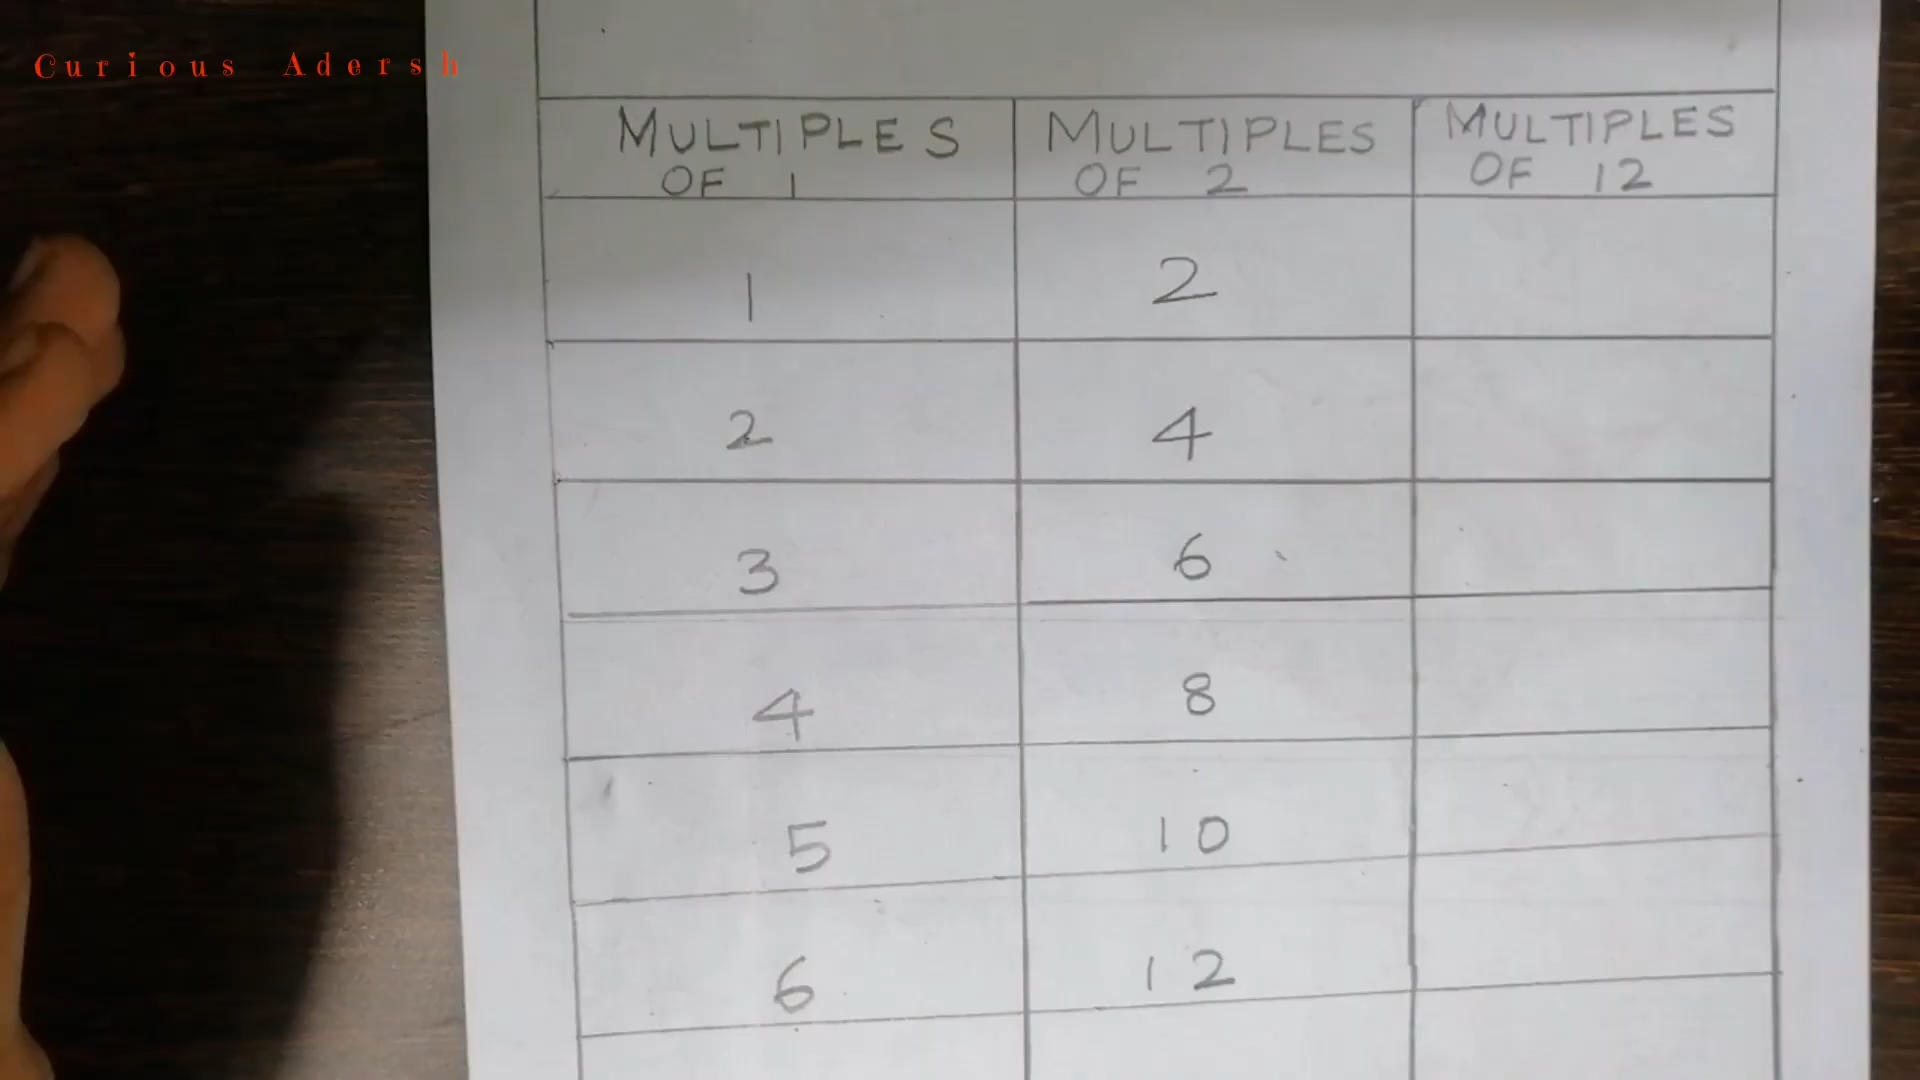 Curious Adersh
MULTIPLES
OF 1
MULTIPLES
OF 2
MULTIPLES
OF 12
1
2
2
4
3
6
4
8
5
10
6
12